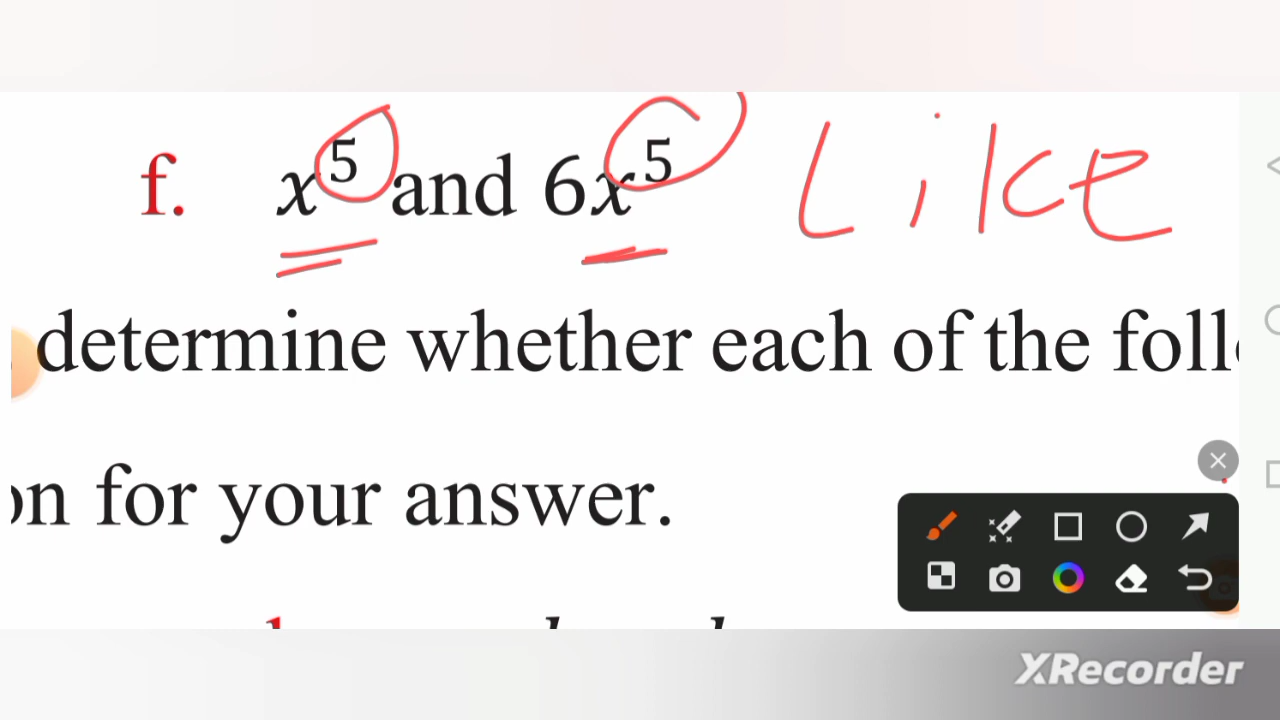 f. x⁵ and 6x⁵ Like
determine whether each of the foll
on for your answer.
XRecorder